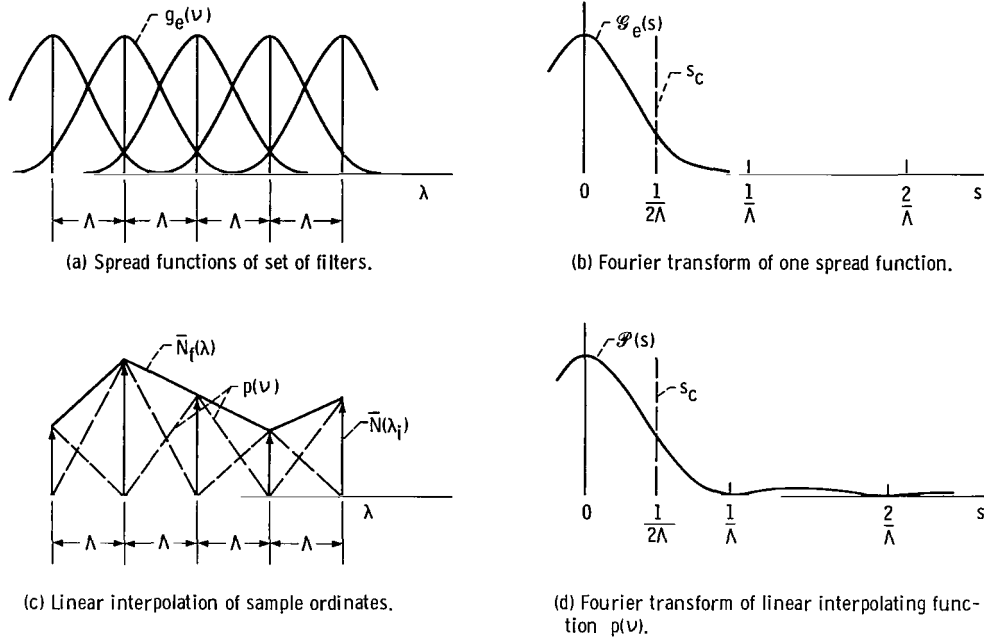 g_e(ν)
λ
Λ Λ Λ Λ
(a) Spread functions of set of filters.
𝒢_e(s)
s_c
0 1/2Λ 1/Λ 2/Λ s
(b) Fourier transform of one spread function.
N̄_f(λ)
p(ν)
N̄(λ_i)
λ
Λ Λ Λ Λ
(c) Linear interpolation of sample ordinates.
𝒫(s)
s_c
0 1/2Λ 1/Λ 2/Λ s
(d) Fourier transform of linear interpolating func-
tion p(ν).